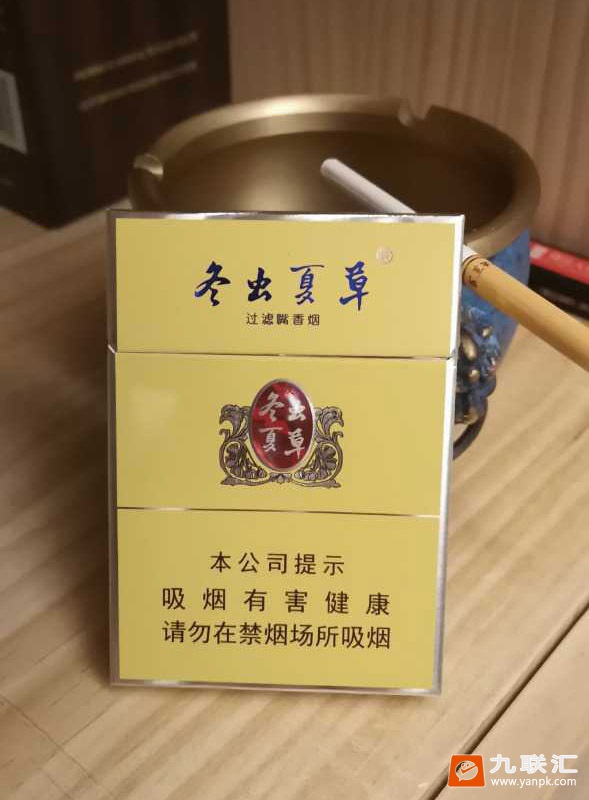 冬虫夏草
过滤嘴香烟
冬虫
夏草
本公司提示
吸烟有害健康
请勿在禁烟场所吸烟
九联汇
www.yanpk.com